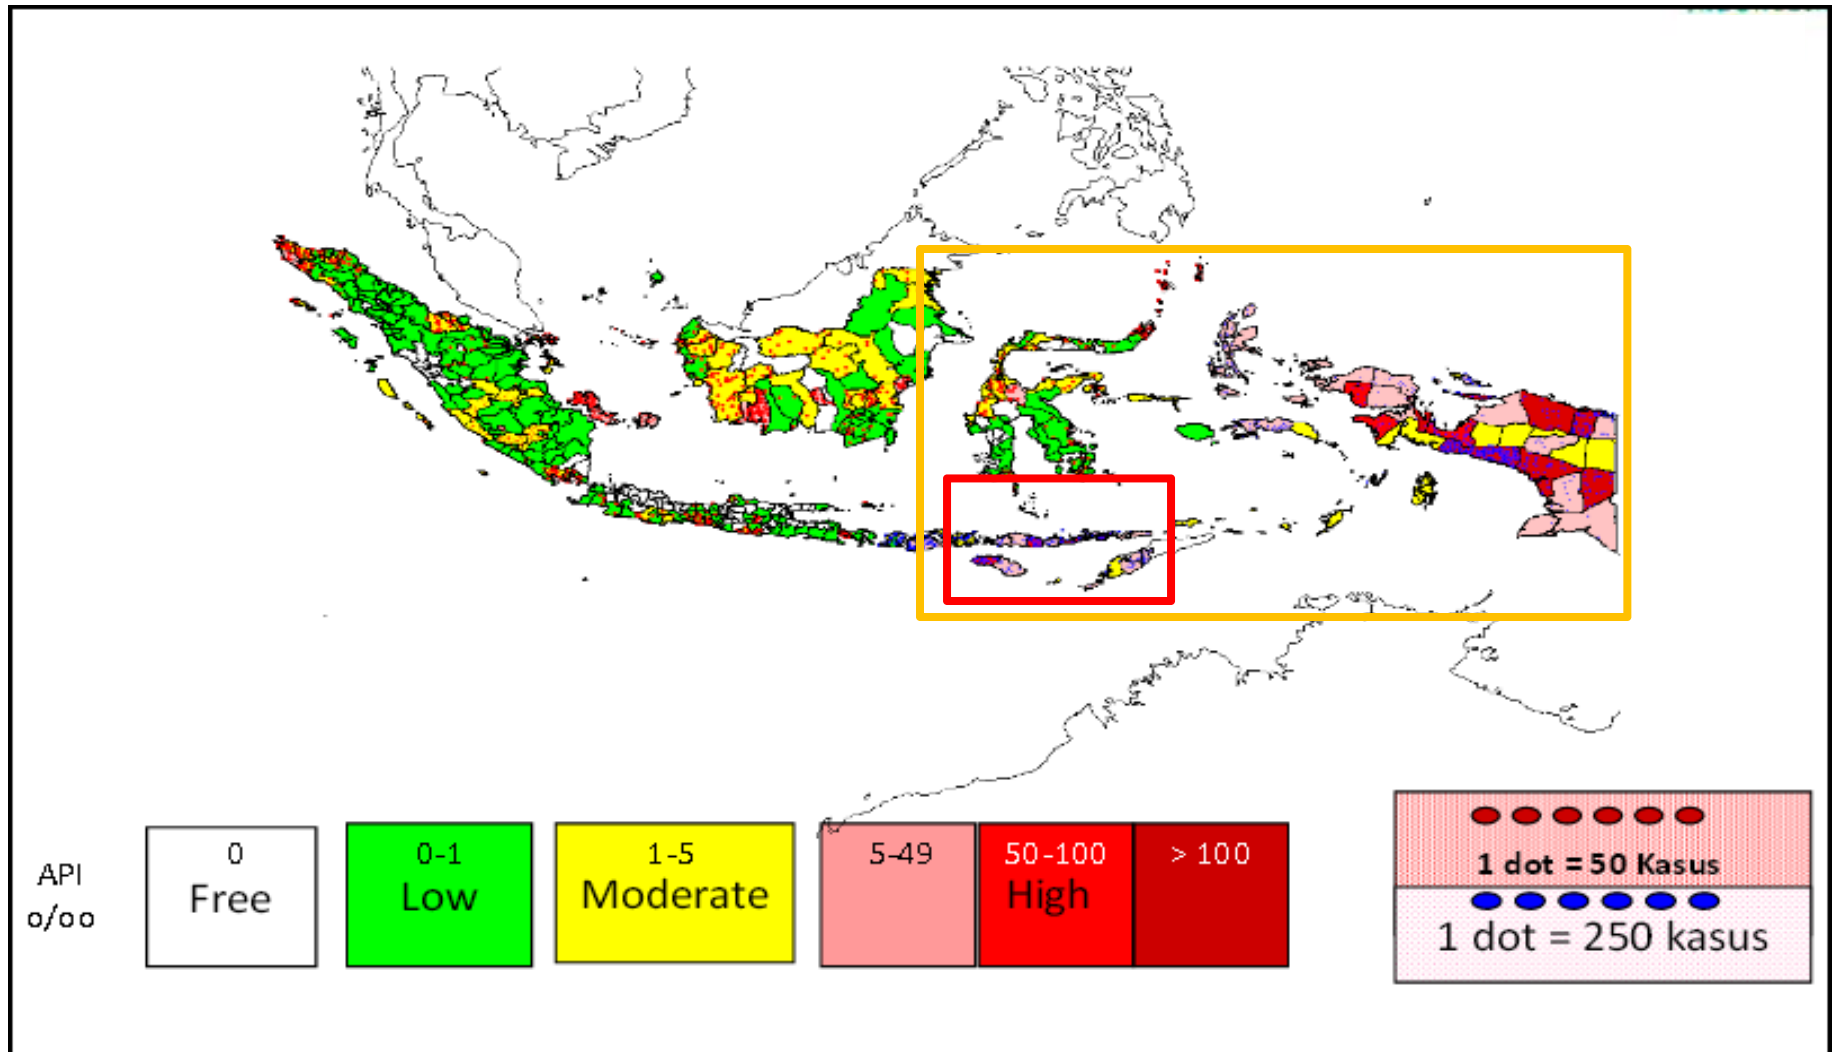 API
o/oo
0
Free
0-1
Low
1-5
Moderate
5-49
50-100
High
> 100
1 dot = 50 Kasus
1 dot = 250 kasus